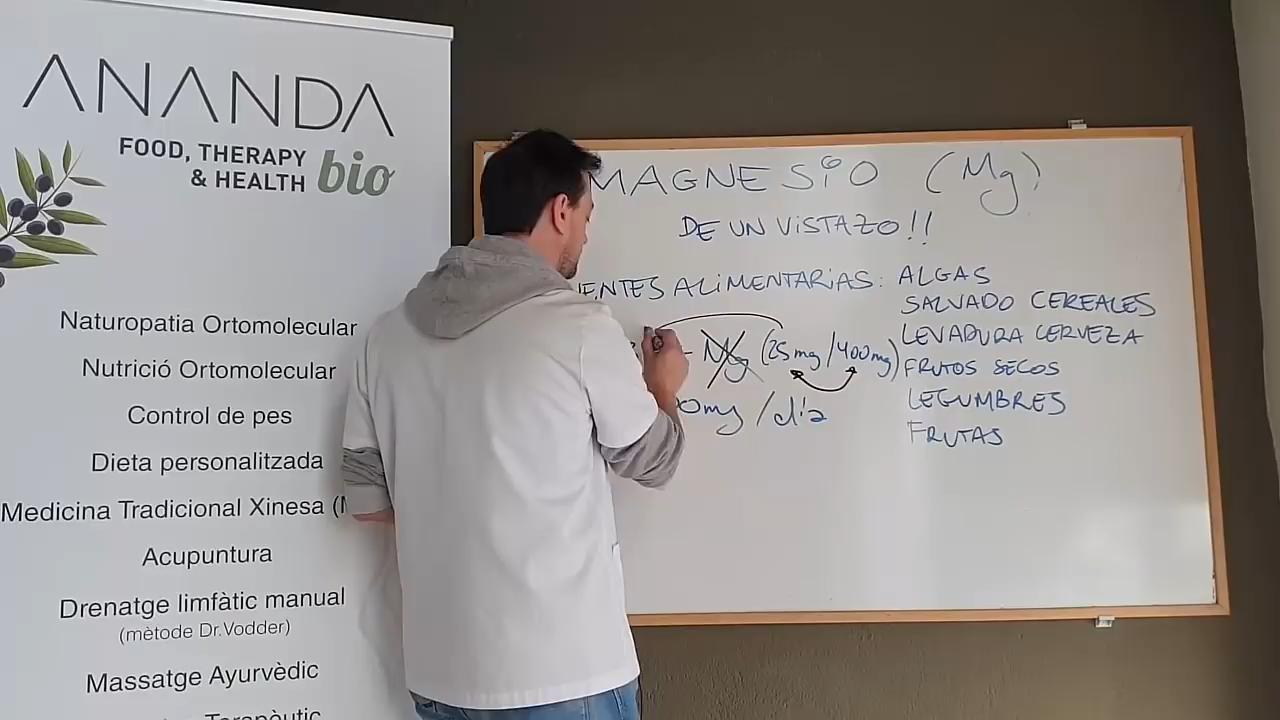 ANANDA
FOOD, THERAPY
& HEALTH bio
Naturopatia Ortomolecular
Nutrició Ortomolecular
Control de pes
Dieta personalitzada
Medicina Tradicional Xinesa
Acupuntura
Drenatge limfàtic manual
(mètode Dr.Vodder)
Massatge Ayurvèdic
Terapèutic
MAGNESIO (Mg)
DE UN VISTAZO!!
ENTES ALIMENTARIAS: ALGAS
SALVADO CEREALES
LEVADURA CERVEZA
Mg (25mg/400mg) FRUTOS SECOS
LEGUMBRES
0mg/día
FRUTAS